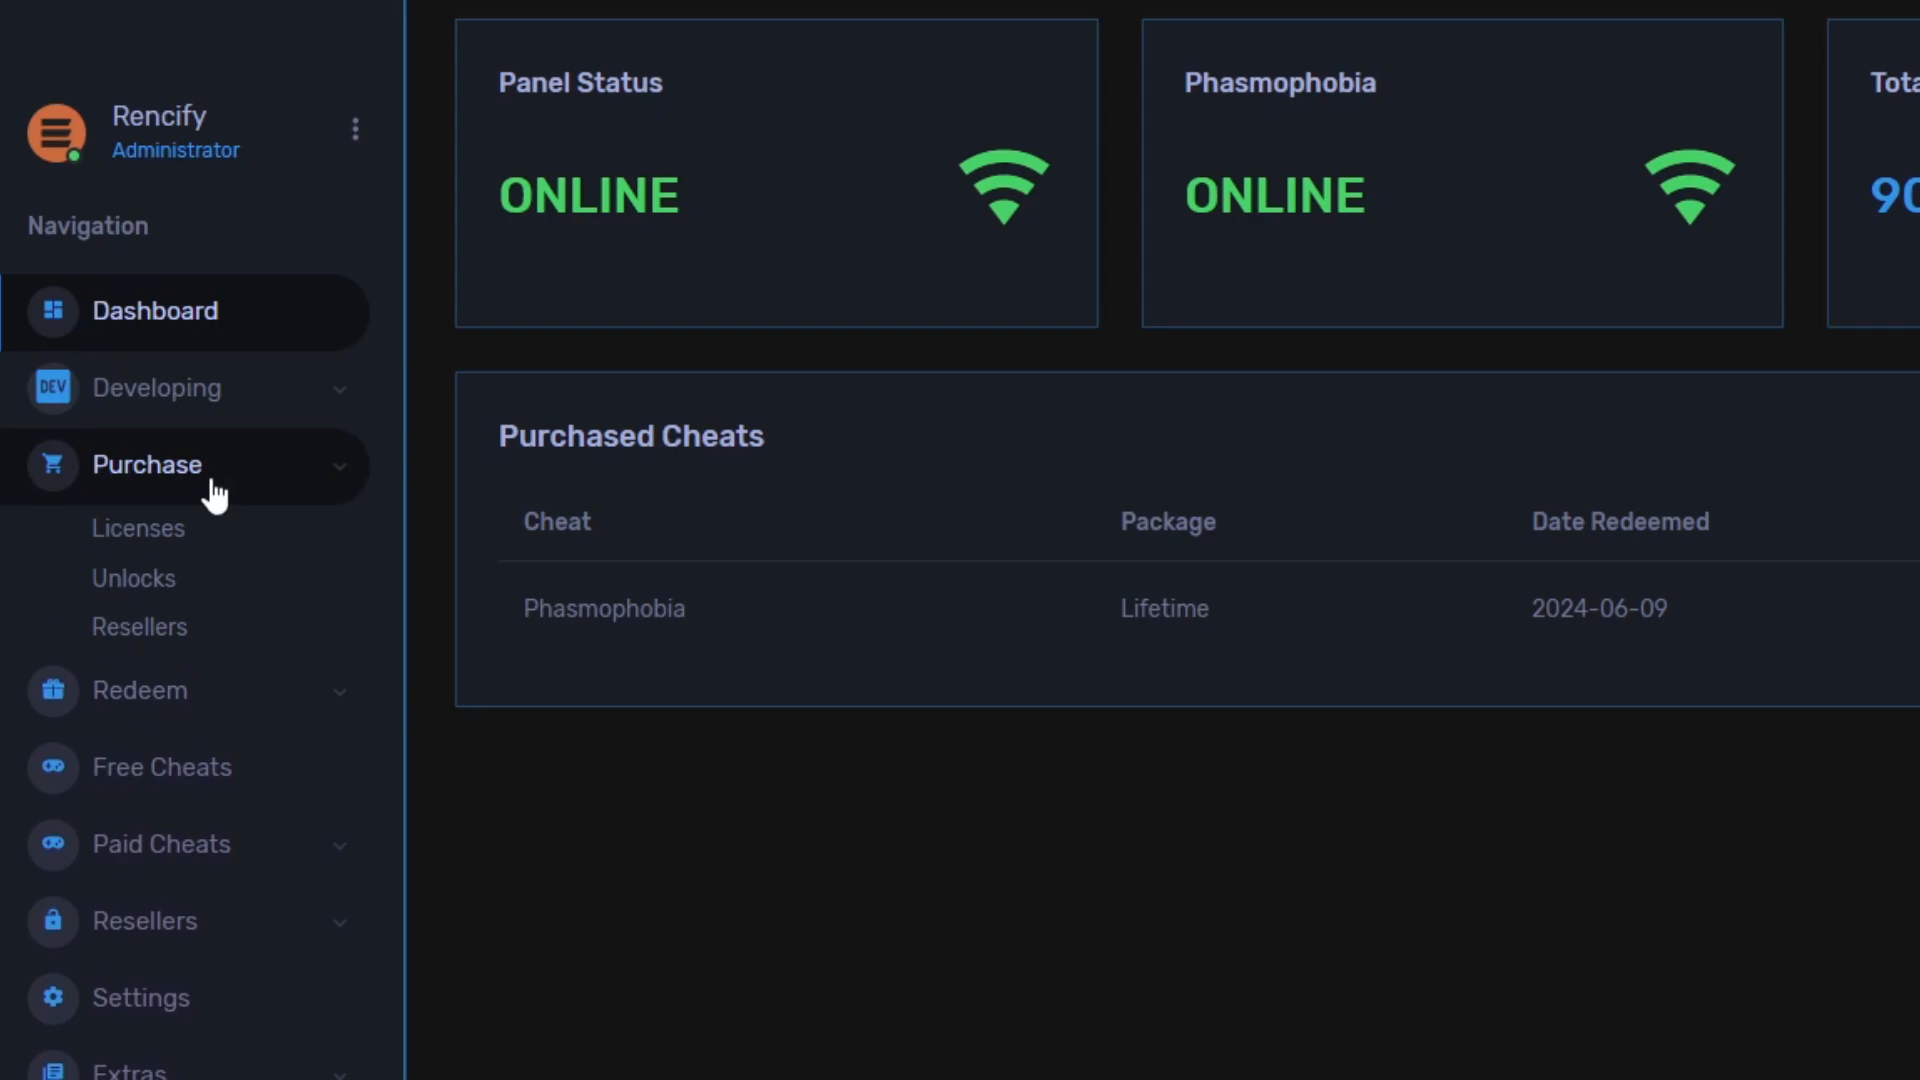 Rencify
Administrator
Navigation
Dashboard
DEV
Developing
Purchase
Licenses
Unlocks
Resellers
Redeem
Free Cheats
Paid Cheats
Resellers
Settings
Extras
Panel Status
ONLINE
Phasmophobia
ONLINE
Purchased Cheats
Cheat Package Date Redeemed
Phasmophobia Lifetime 2024-06-09